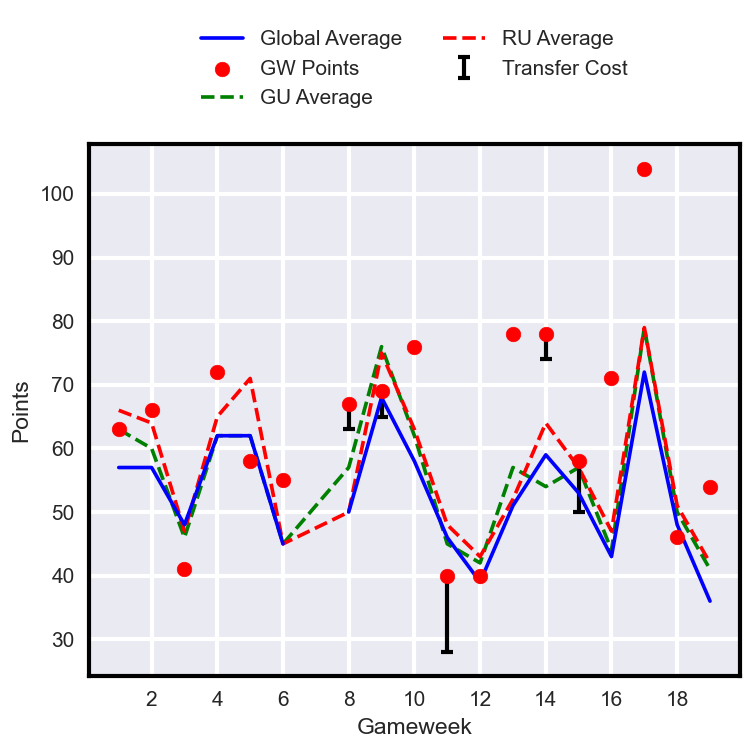 Global Average
GW Points
GU Average
RU Average
Transfer Cost
Points
100
90
80
70
60
50
40
30
2 4 6 8 10 12 14 16 18
Gameweek